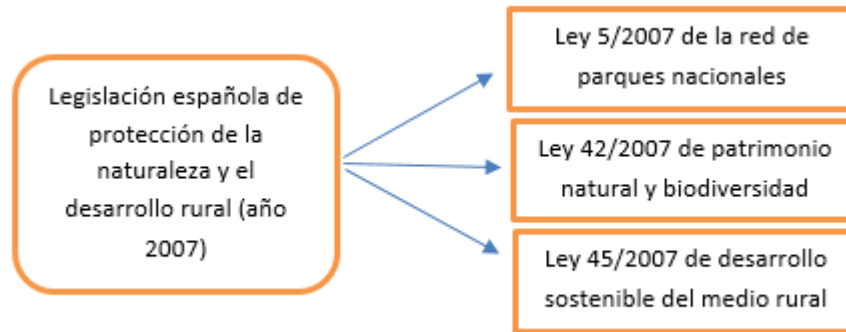 Legislación española de
protección de la
naturaleza y el
desarrollo rural (año
2007)
Ley 5/2007 de la red de
parques nacionales
Ley 42/2007 de patrimonio
natural y biodiversidad
Ley 45/2007 de desarrollo
sostenible del medio rural